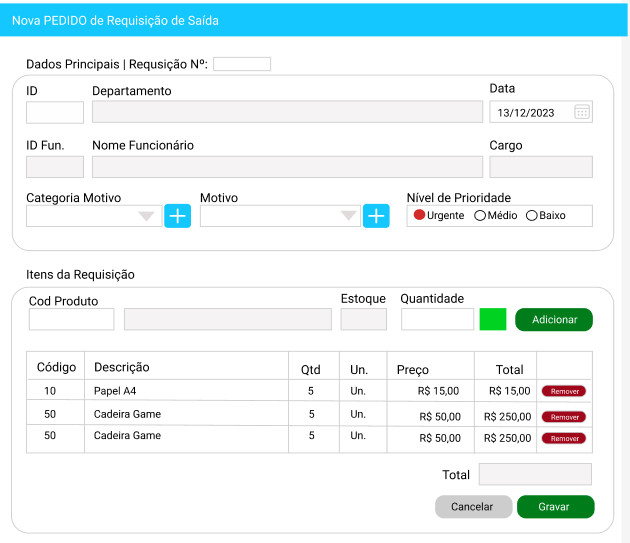 Nova PEDIDO de Requisição de Saída
Dados Principais | Requsição Nº:
ID Departamento Data
13/12/2023
ID Fun. Nome Funcionário Cargo
Categoria Motivo Motivo Nível de Prioridade
+ + Urgente Médio Baixo
Itens da Requisição
Cod Produto Estoque Quantidade
Adicionar
Código Descrição Qtd Un. Preço Total
10 Papel A4 5 Un. R$ 15,00 R$ 15,00 Remover
50 Cadeira Game 5 Un. R$ 50,00 R$ 250,00 Remover
50 Cadeira Game 5 Un. R$ 50,00 R$ 250,00 Remover
Total
Cancelar Gravar